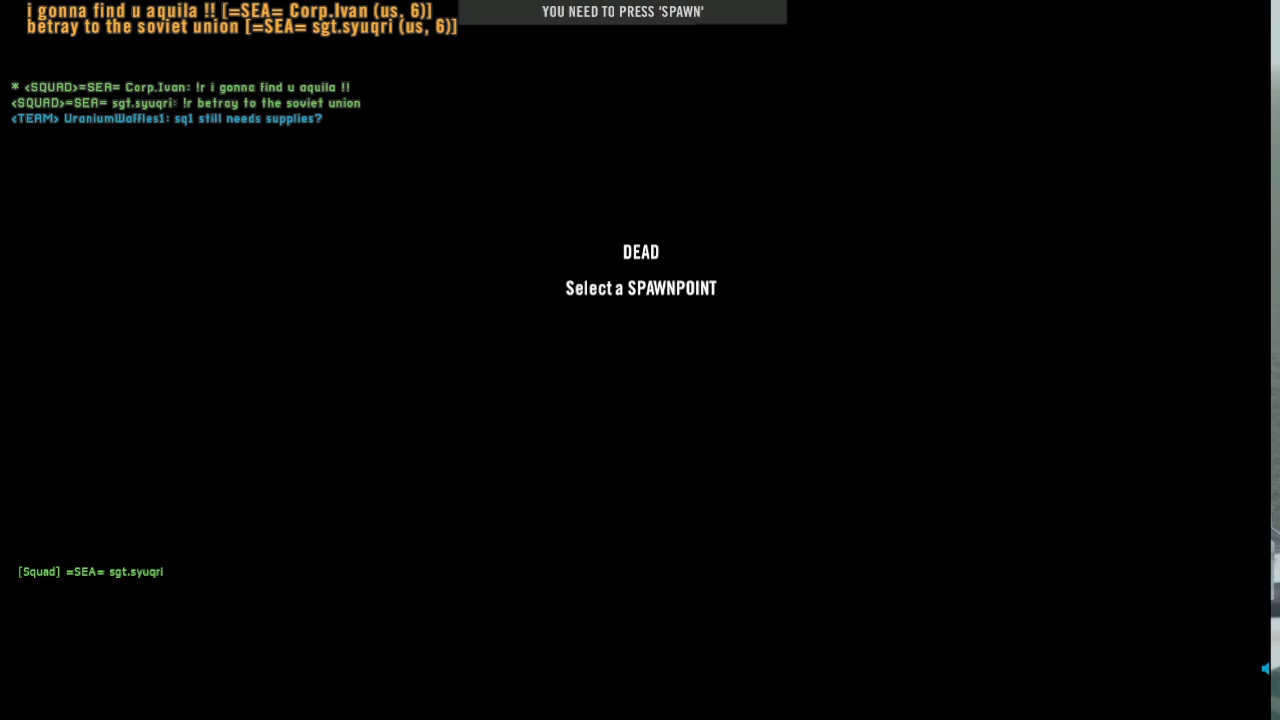 i gonna find u aquila !! [=SEA= Corp.Ivan (us, 6)]
betray to the soviet union [=SEA= sgt.syuqri (us, 6)]
YOU NEED TO PRESS 'SPAWN'
* <SQUAD>=SEA= Corp.Ivan: !r i gonna find u aquila !!
<SQUAD>=SEA= sgt.syuqri: !r betray to the soviet union
<TEAM> UraniumWaffles1: sq1 still needs supplies?
DEAD
Select a SPAWNPOINT
[Squad] =SEA= sgt.syuqri